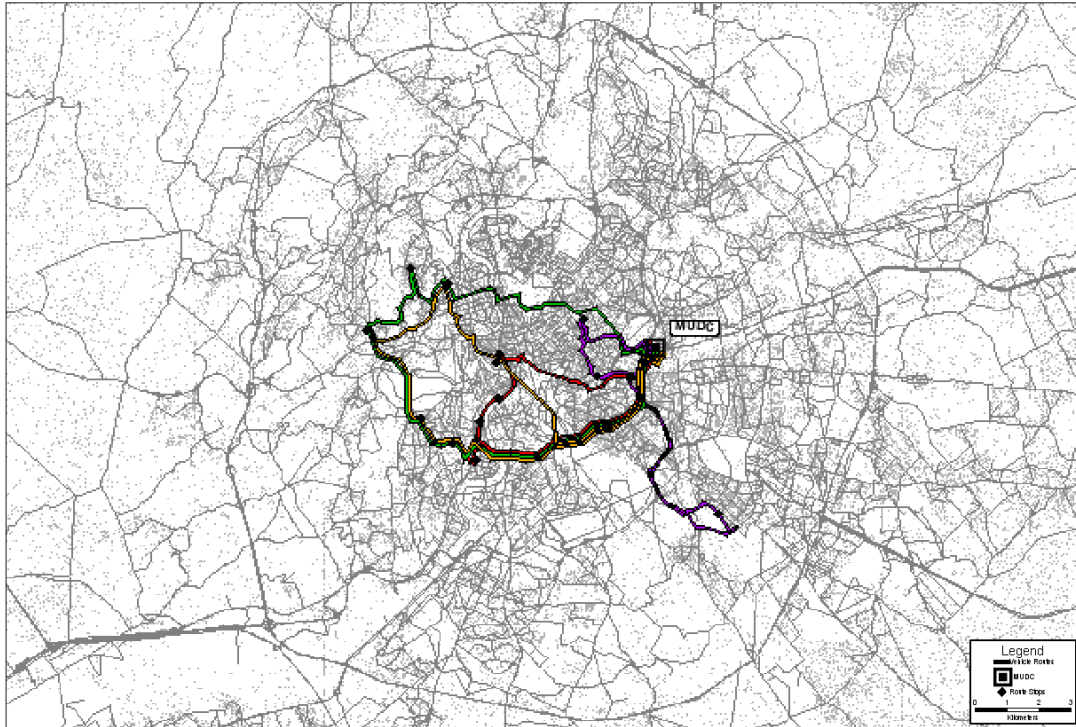 MUDC
Legend
Vehicle Routes
MUDC
Route Stops
0 1 2 3
Kilometers